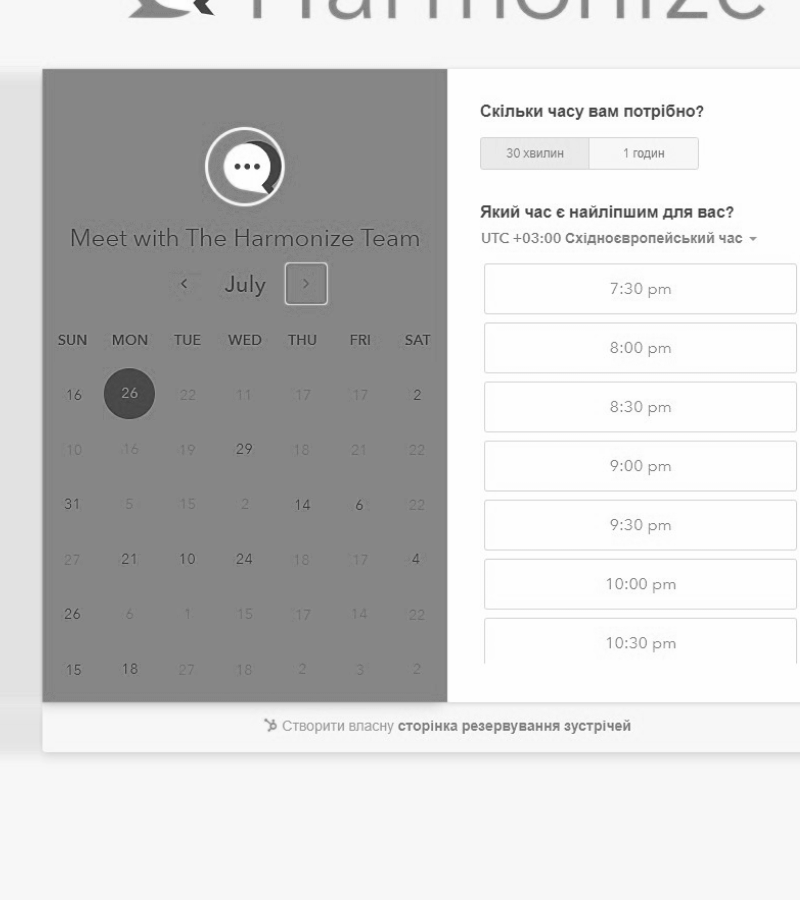 Harmonize
Meet with The Harmonize Team
July
SUN MON TUE WED THU FRI SAT
16 26 22 11 17 17 2
10 16 19 29 18 21 22
31 5 15 2 14 6 22
27 21 10 24 18 17 4
26 6 1 15 17 14 22
15 18 27 18 2 3 2
Скільки часу вам потрібно?
30 хвилин 1 годин
Який час є найліпшим для вас?
UTC +03:00 Східноєвропейський час
7:30 pm
8:00 pm
8:30 pm
9:00 pm
9:30 pm
10:00 pm
10:30 pm
Створити власну сторінка резервування зустрічей